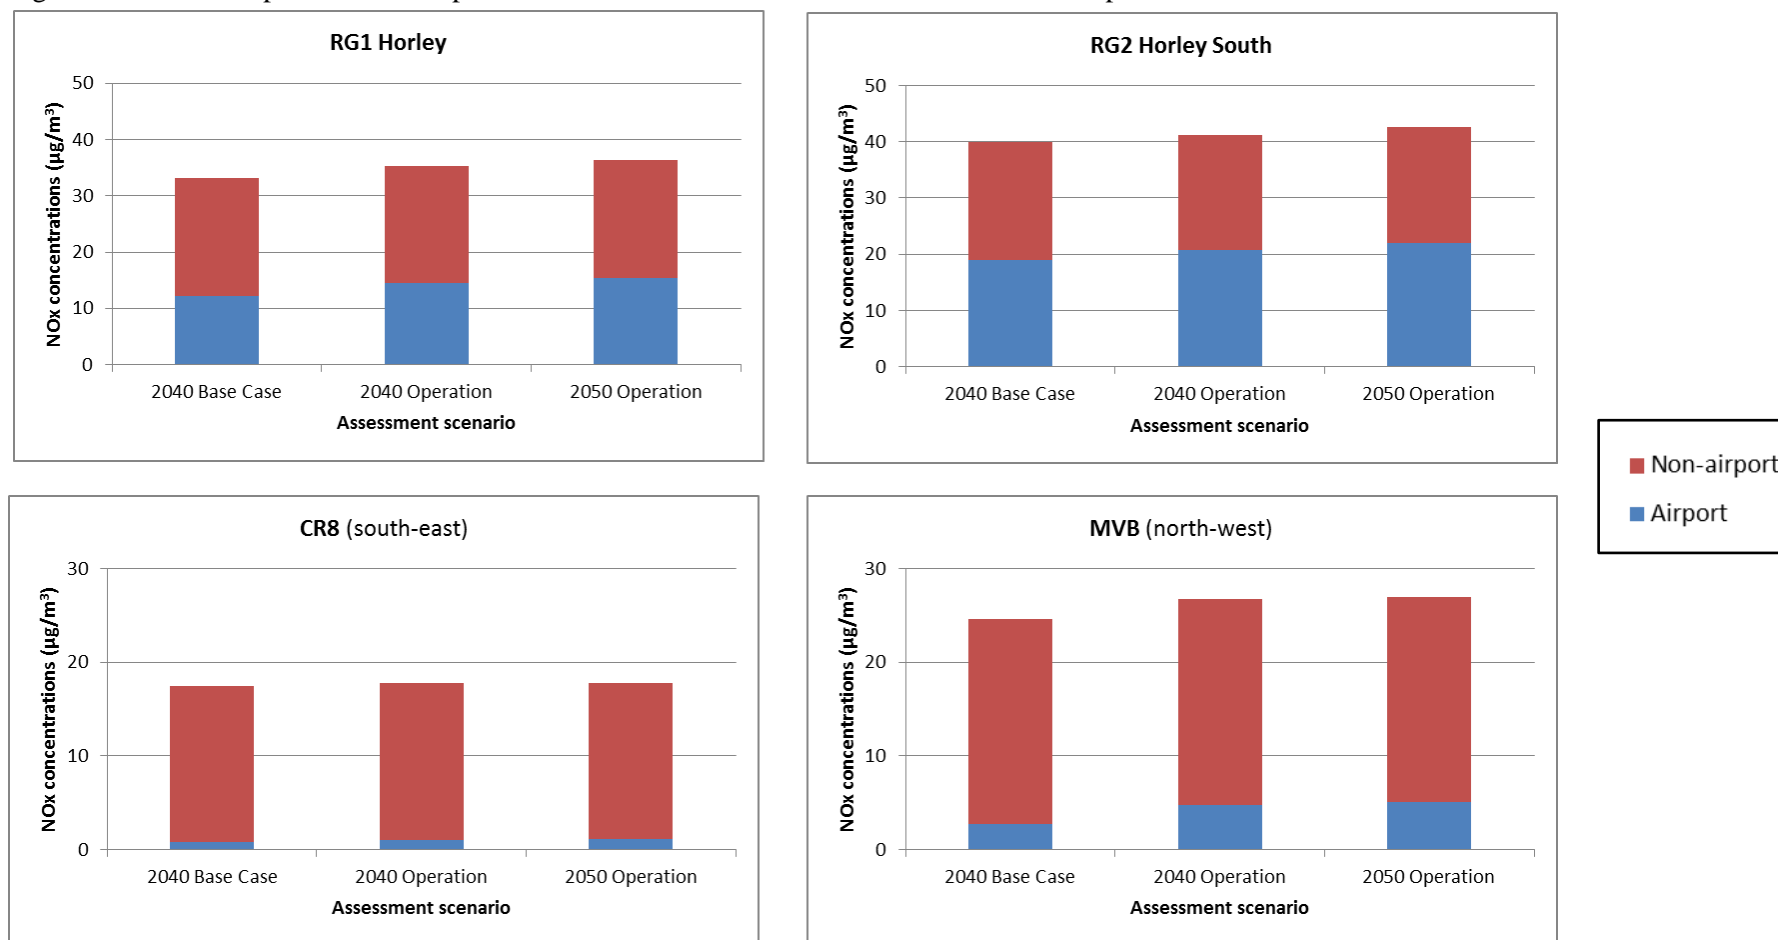 RG1 Horley
NOx concentrations (µg/m³)
50
40
30
20
10
0
2040 Base Case 2040 Operation 2050 Operation
Assessment scenario
RG2 Horley South
NOx concentrations (µg/m³)
50
40
30
20
10
0
2040 Base Case 2040 Operation 2050 Operation
Assessment scenario
Non-airport
Airport
CR8 (south-east)
NOx concentrations (µg/m³)
30
20
10
0
2040 Base Case 2040 Operation 2050 Operation
Assessment scenario
MVB (north-west)
NOx concentrations (µg/m³)
30
20
10
0
2040 Base Case 2040 Operation 2050 Operation
Assessment scenario